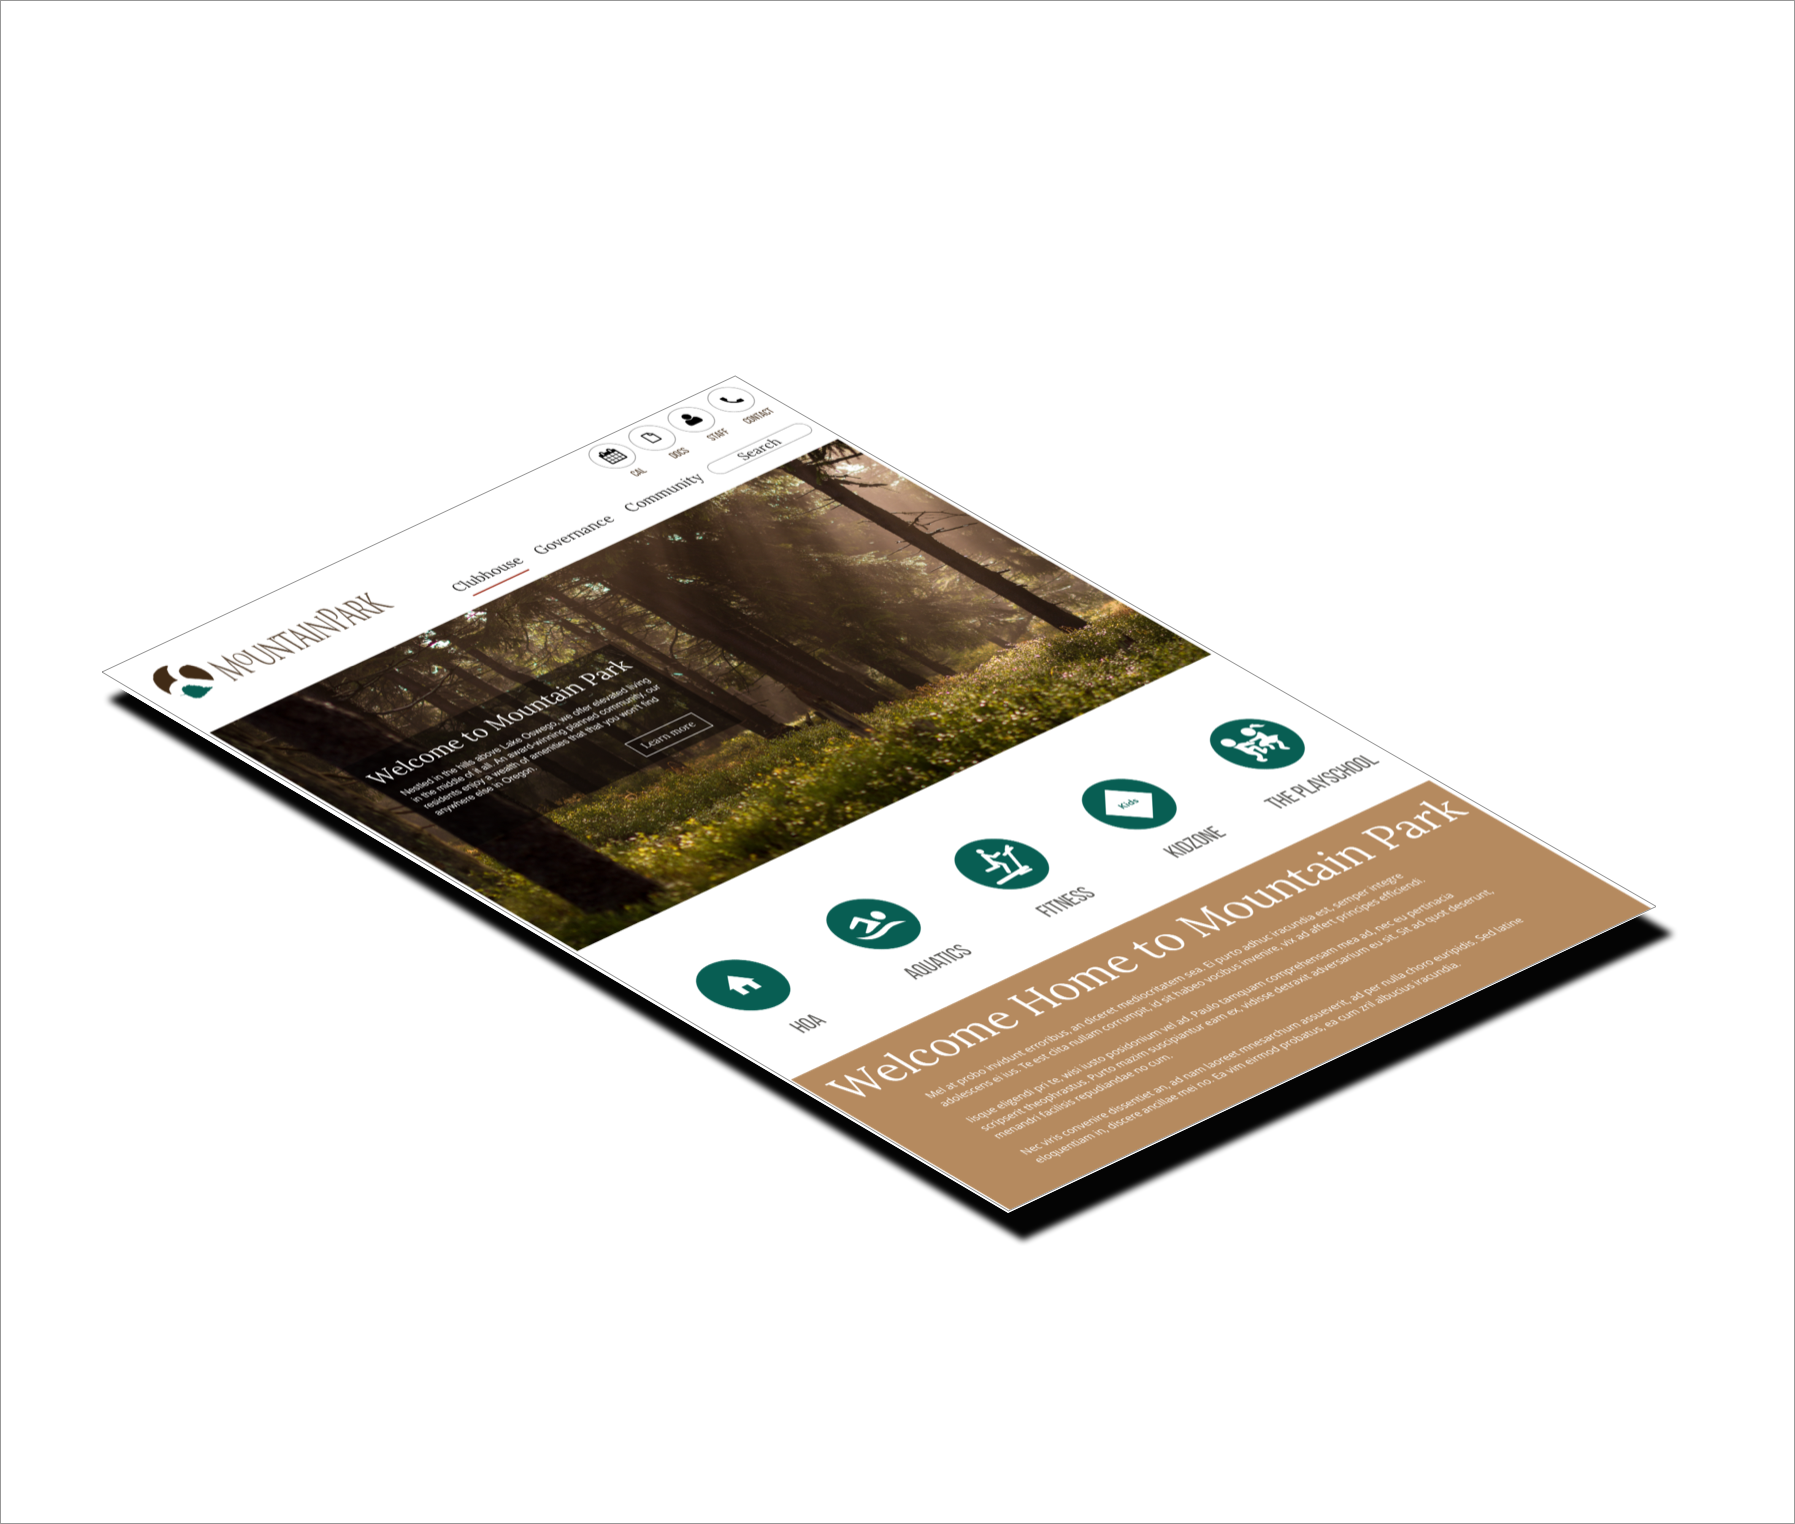 CAL DOCS STAFF CONTACT
MOUNTAINPARK
Clubhouse Governance Community Search
Welcome to Mountain Park
Nestled in the hills above Lake Oswego, we offer elevated living
in the middle of it all. An award-winning planned community, our
residents enjoy a wealth of amenities that that you won't find
anywhere else in Oregon.
Learn more
Kids
HOA AQUATICS FITNESS KIDZONE THE PLAYSCHOOL
Welcome Home to Mountain Park
Mel at probo invidunt erroribus, an diceret mediocritatem sea. Ei purto adhuc iracundia est, semper integre
adolescens ei ius. Te est clita nullam corrumpit, id sit habeo vocibus invenire, vix ad affert principes efficiendi.
Iisque eligendi pri te, wisi iusto posidonium vel ad. Paulo tamquam comprehensam mea ad, nec eu pertinacia
scripserit theophrastus. Purto mazim suscipiantur eam ex, vidisse detraxit adversarium eu sit. Sit ad quot deserunt,
menandri facilisis repudiandae no cum.
Nec viris convenire dissentiet an, ad nam laoreet mnesarchum assueverit, ad per nulla choro euripidis. Sed latine
eloquentiam in, discere ancillae mei no. Ea vim eirmod probatus, ea cum zril albucius iracundia.